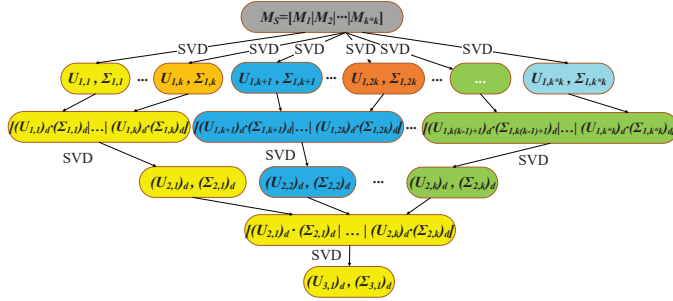 M_S=[M_1|M_2|···|M_{k*k}]
SVD SVD SVD SVD SVD SVD
U_{1,1}, Σ_{1,1} ... U_{1,k}, Σ_{1,k} U_{1,k+1}, Σ_{1,k+1} ... U_{1,2k}, Σ_{1,2k} ... U_{1,k*k}, Σ_{1,k*k}
[(U_{1,1})_d·(Σ_{1,1})_d|...| (U_{1,k})_d·(Σ_{1,k})_d] [(U_{1,k+1})_d·(Σ_{1,k+1})_d|...| (U_{1,2k})_d·(Σ_{1,2k})_d] ... [(U_{1,k(k-1)+1})_d·(Σ_{1,k(k-1)+1})_d|...| (U_{1,k*k})_d·(Σ_{1,k*k})_d]
SVD SVD SVD
(U_{2,1})_d, (Σ_{2,1})_d (U_{2,2})_d, (Σ_{2,2})_d ... (U_{2,k})_d, (Σ_{2,k})_d
[(U_{2,1})_d · (Σ_{2,1})_d | ... | (U_{2,k})_d·(Σ_{2,k})_d]
SVD
(U_{3,1})_d, (Σ_{3,1})_d